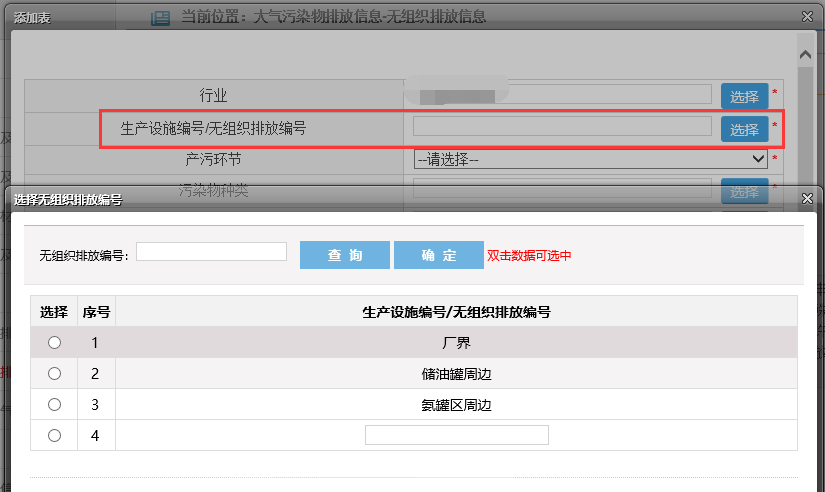 添加表
当前位置：大气污染物排放信息-无组织排放信息
行业
选择 *
生产设施编号/无组织排放编号
选择 *
产污环节
--请选择-- *
污染物种类
选择 *
选择无组织排放编号
无组织排放编号：
查 询 确 定 双击数据可选中
选择 序号 生产设施编号/无组织排放编号
1 厂界
2 储油罐周边
3 氨罐区周边
4